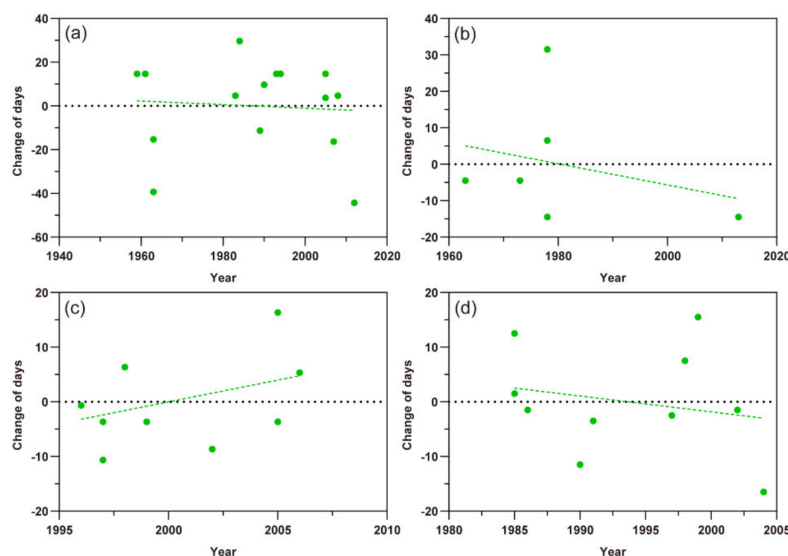 (a)
Change of days
40
20
0
-20
-40
-60
1940 1960 1980 2000 2020
Year
(b)
Change of days
40
30
20
10
0
-10
-20
1960 1980 2000 2020
Year
(c)
Change of days
20
10
0
-10
-20
1995 2000 2005 2010
Year
(d)
Change of days
20
10
0
-10
-20
1980 1985 1990 1995 2000 2005
Year